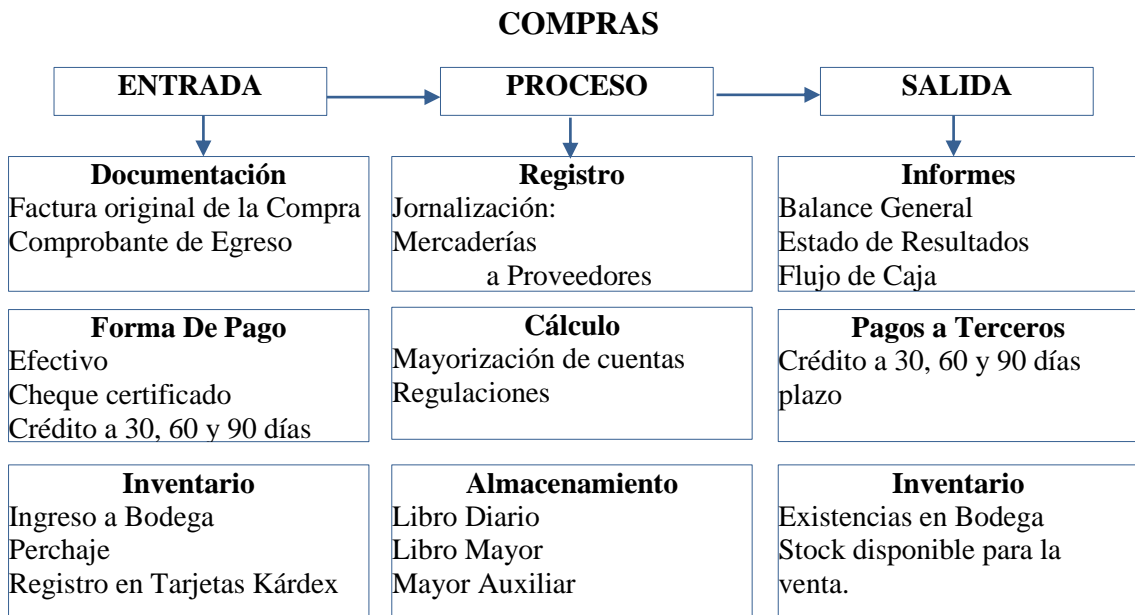 COMPRAS
ENTRADA
PROCESO
SALIDA
Documentación
Factura original de la Compra
Comprobante de Egreso
Registro
Jornalización:
Mercaderías
a Proveedores
Informes
Balance General
Estado de Resultados
Flujo de Caja
Forma De Pago
Efectivo
Cheque certificado
Crédito a 30, 60 y 90 días
Cálculo
Mayorización de cuentas
Regulaciones
Pagos a Terceros
Crédito a 30, 60 y 90 días
plazo
Inventario
Ingreso a Bodega
Perchaje
Registro en Tarjetas Kárdex
Almacenamiento
Libro Diario
Libro Mayor
Mayor Auxiliar
Inventario
Existencias en Bodega
Stock disponible para la
venta.